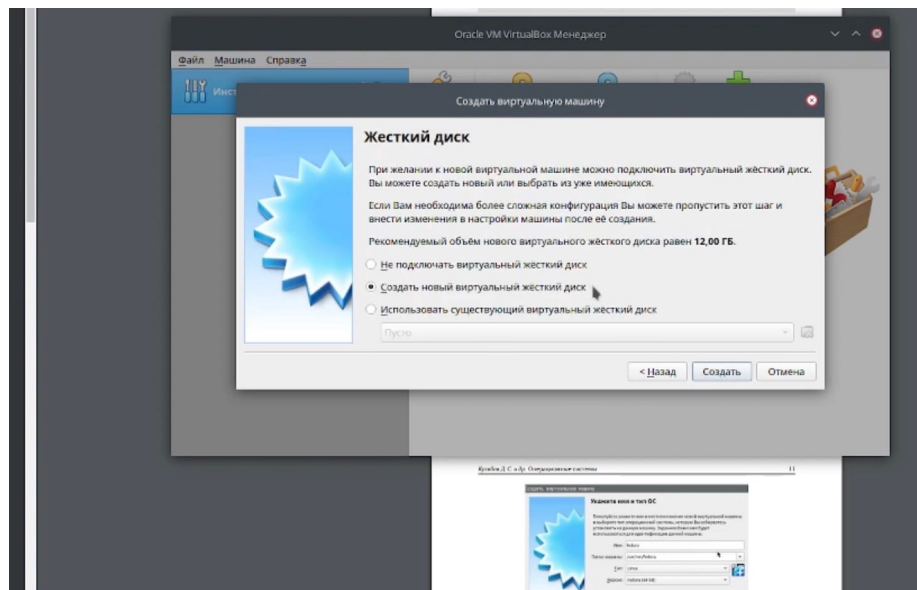 Oracle VM VirtualBox Менеджер
Файл Машина Справка
Создать виртуальную машину
Жесткий диск
При желании к новой виртуальной машине можно подключить виртуальный жёсткий диск.
Вы можете создать новый или выбрать из уже имеющихся.
Если Вам необходима более сложная конфигурация Вы можете пропустить этот шаг и
внести изменения в настройки машины после её создания.
Рекомендуемый объём нового виртуального жёсткого диска равен 12,00 ГБ.
Не подключать виртуальный жёсткий диск
Создать новый виртуальный жёсткий диск
Использовать существующий виртуальный жёсткий диск
Пусто
< Назад Создать Отмена
Д. С. и др. Операционные системы 11
Укажите имя и тип ОС